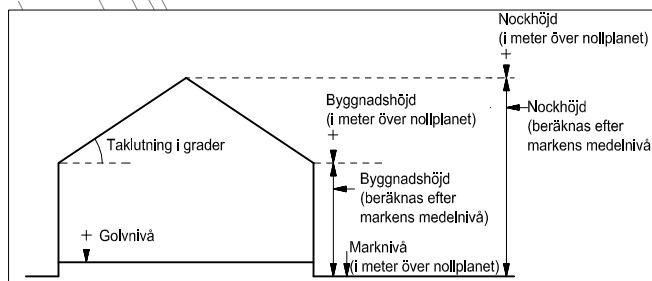 Nockhöjd
(i meter över nollplanet)
+
Byggnadshöjd
(i meter över nollplanet)
+
Nockhöjd
(beräknas efter
markens medelnivå
Taklutning i grader
Byggnadshöjd
(beräknas efter
markens medelnivå)
+ Golvnivå
Marknivå
(i meter över nollplanet)